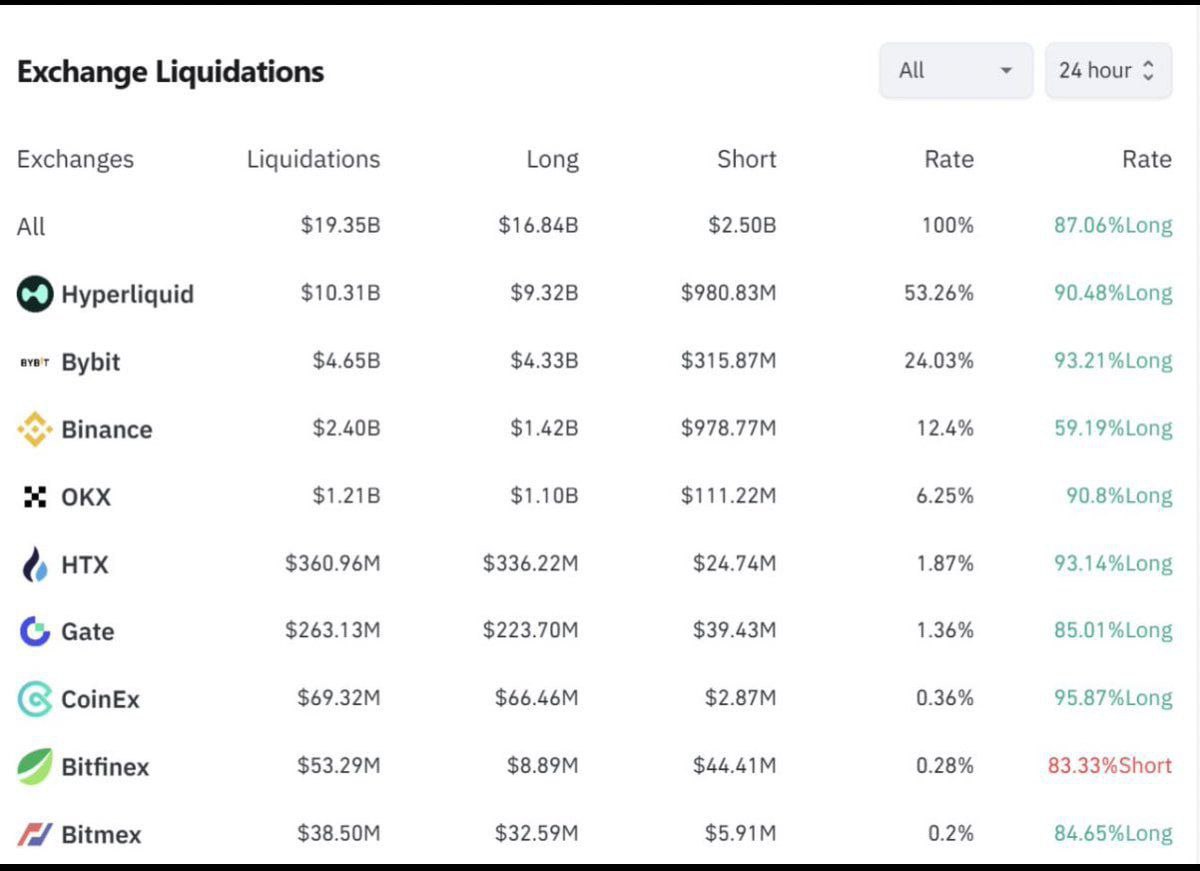 Exchange Liquidations All 24 hour
Exchanges Liquidations Long Short Rate Rate
All $19.35B $16.84B $2.50B 100% 87.06%Long
Hyperliquid $10.31B $9.32B $980.83M 53.26% 90.48%Long
BYBIT Bybit $4.65B $4.33B $315.87M 24.03% 93.21%Long
Binance $2.40B $1.42B $978.77M 12.4% 59.19%Long
OKX $1.21B $1.10B $111.22M 6.25% 90.8%Long
HTX $360.96M $336.22M $24.74M 1.87% 93.14%Long
Gate $263.13M $223.70M $39.43M 1.36% 85.01%Long
CoinEx $69.32M $66.46M $2.87M 0.36% 95.87%Long
Bitfinex $53.29M $8.89M $44.41M 0.28% 83.33%Short
Bitmex $38.50M $32.59M $5.91M 0.2% 84.65%Long